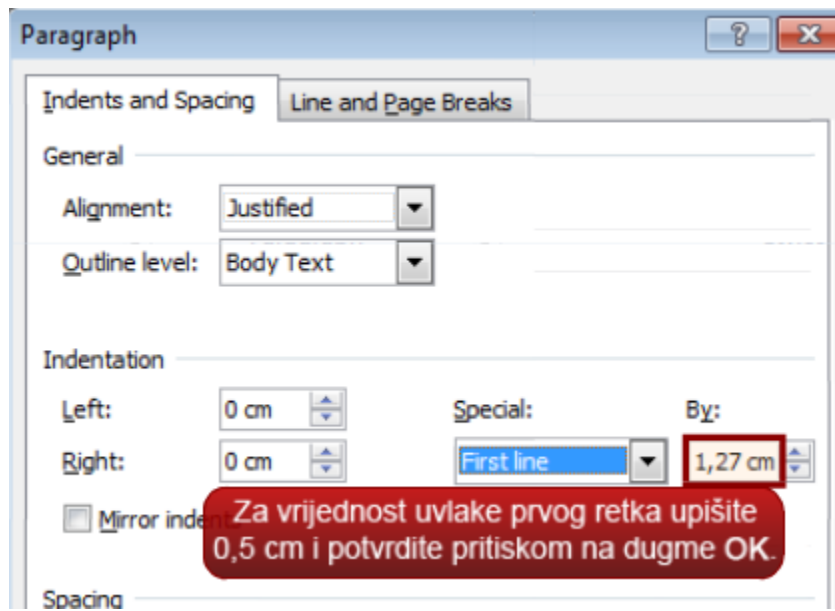 Paragraph
Indents and Spacing Line and Page Breaks
General
Alignment: Justified
Outline level: Body Text
Indentation
Left: 0 cm Special: By:
Right: 0 cm First line 1,27 cm
Mirror inde
Za vrijednost uvlake prvog retka upišite
0,5 cm i potvrdite pritiskom na dugme OK.
Spacing